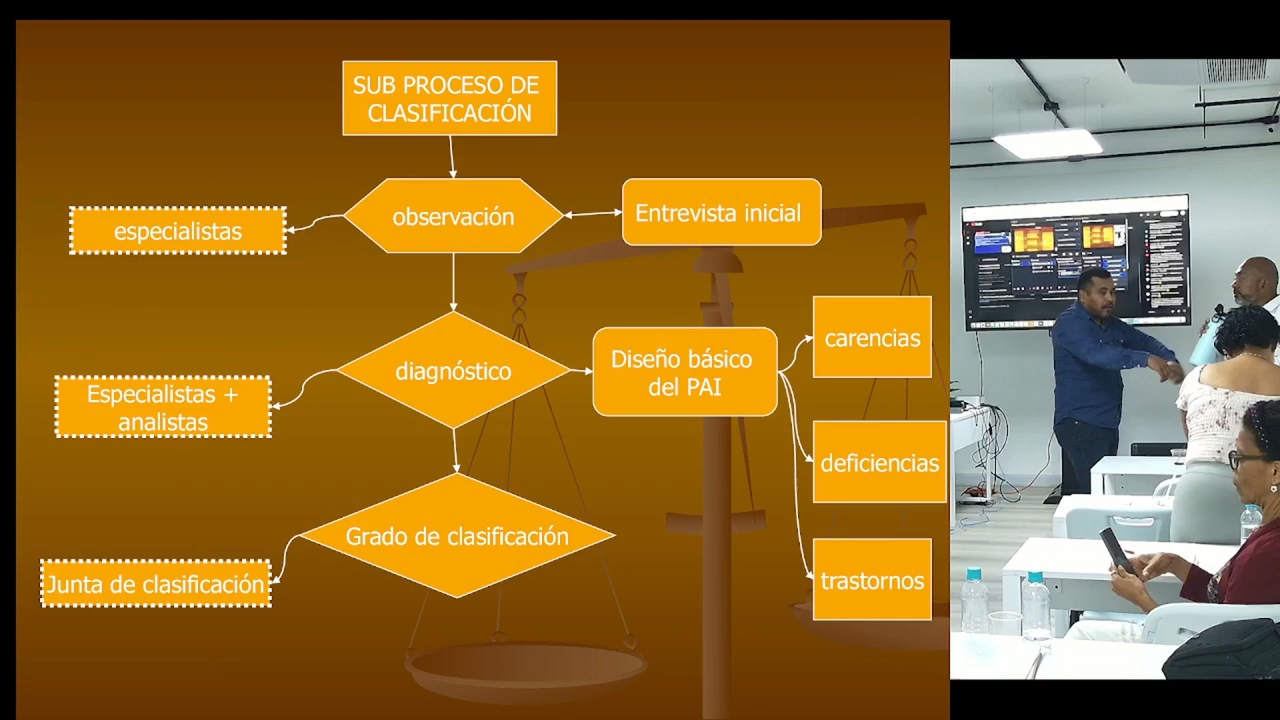 SUB PROCESO DE
CLASIFICACIÓN
especialistas
observación
Entrevista inicial
Especialistas +
analistas
diagnóstico
Diseño básico
del PAI
carencias
deficiencias
trastornos
Junta de clasificación
Grado de clasificación